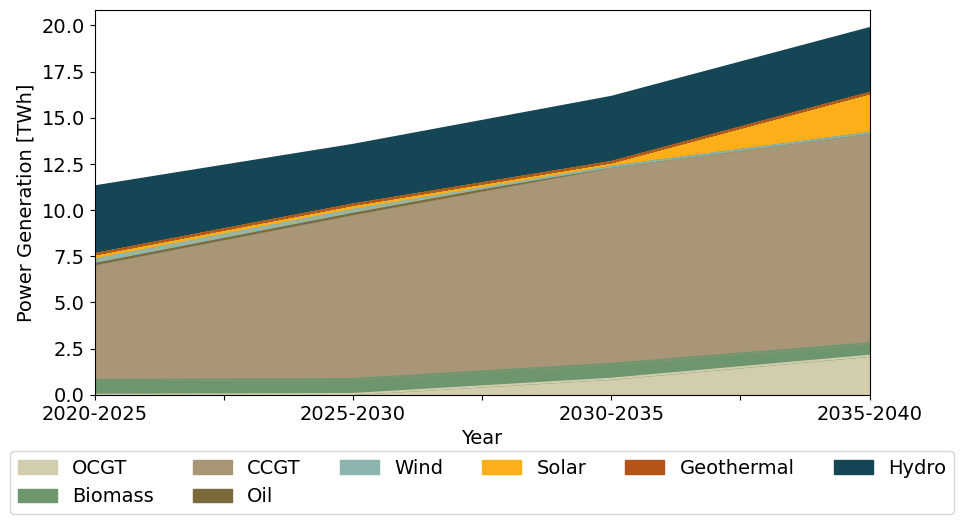 Power Generation [TWh]
20.0
17.5
15.0
12.5
10.0
7.5
5.0
2.5
0.0
2020-2025 2025-2030 2030-2035 2035-2040
Year
OCGT CCGT Wind Solar Geothermal Hydro
Biomass Oil